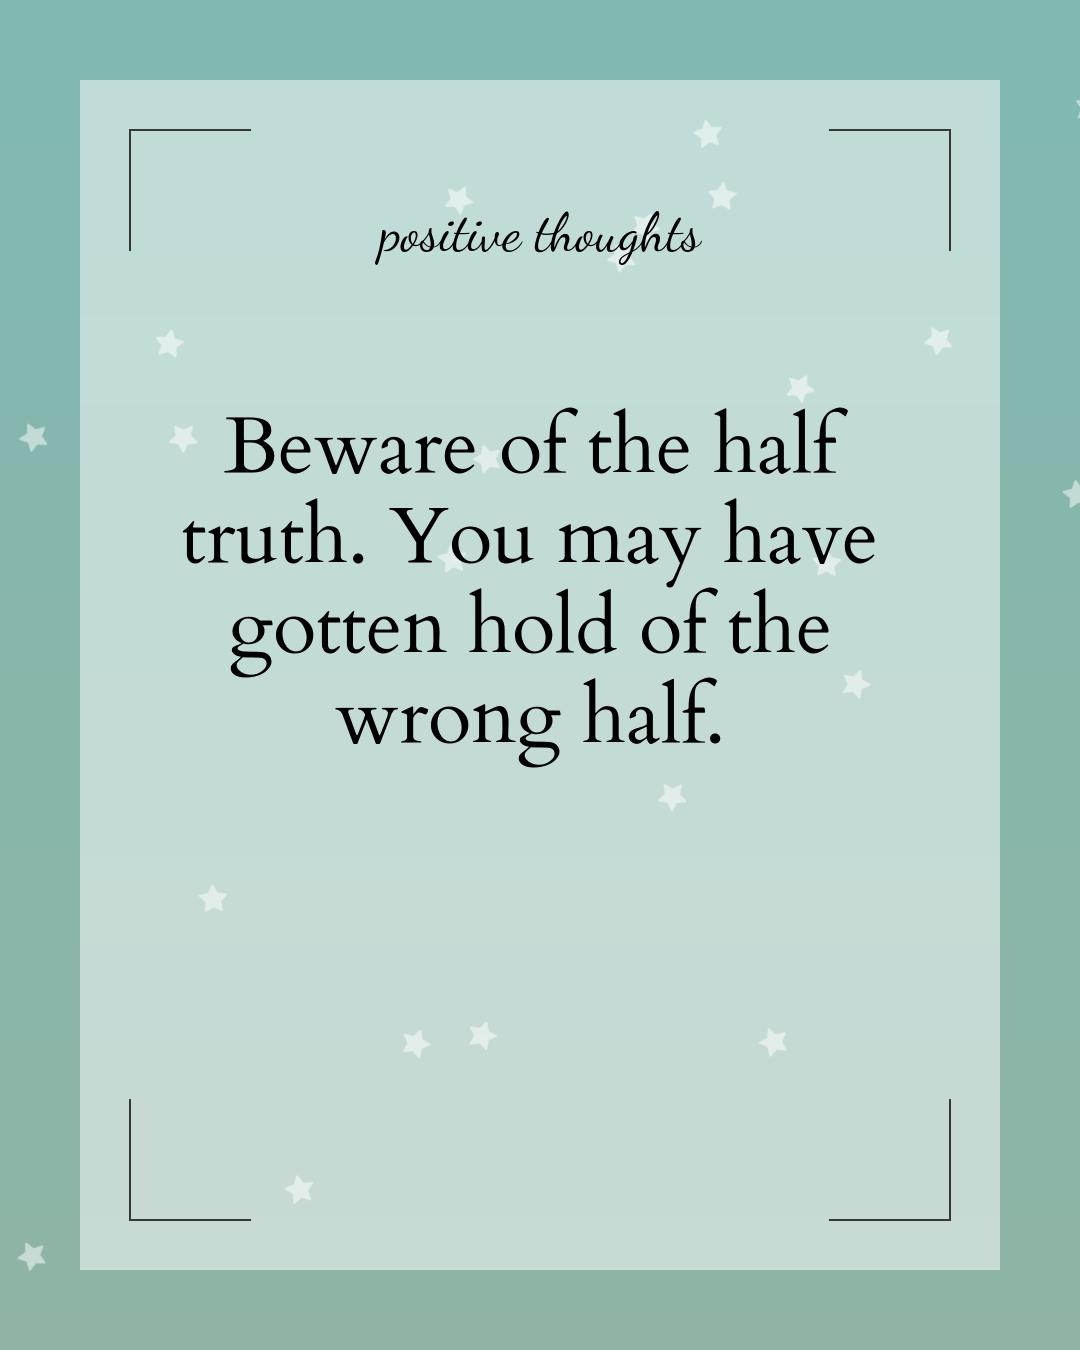 positive thoughts
Beware of the half
truth. You may have
gotten hold of the
wrong half.